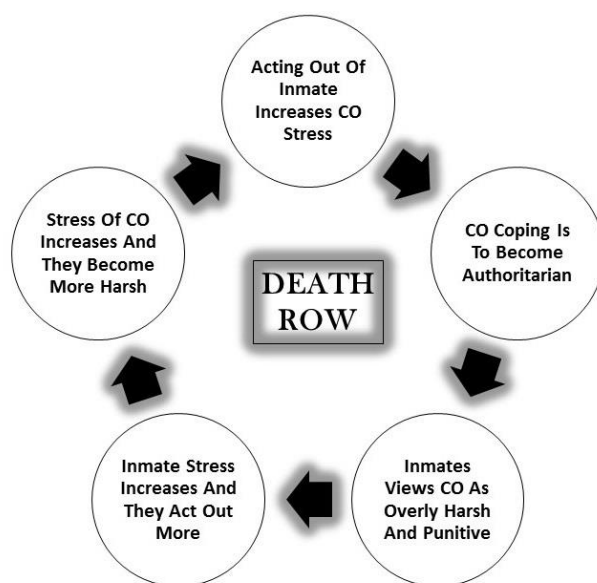 Acting Out Of
Inmate
Increases CO
Stress
CO Coping Is
To Become
Authoritarian
Inmates
Views CO As
Overly Harsh
And Punitive
Inmate Stress
Increases And
They Act Out
More
Stress Of CO
Increases And
They Become
More Harsh
DEATH
ROW